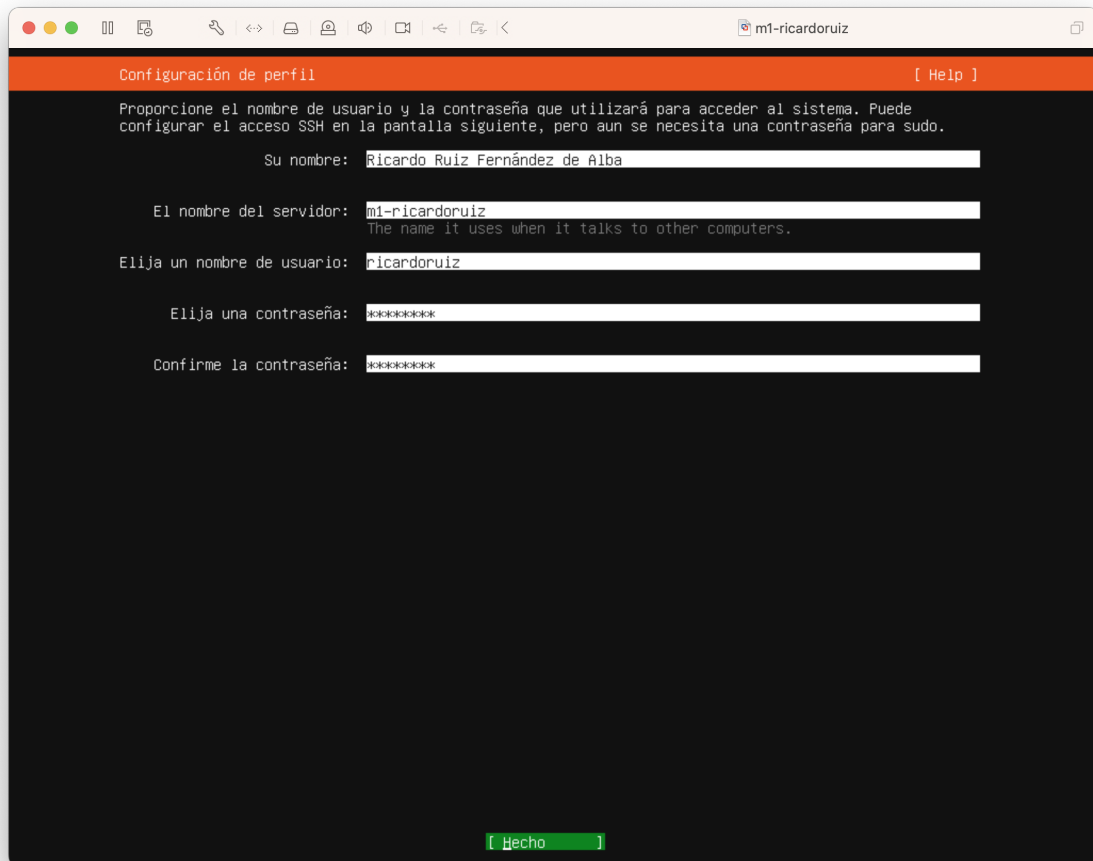 m1-ricardoruiz
Configuración de perfil [ Help ]
Proporcione el nombre de usuario y la contraseña que utilizará para acceder al sistema. Puede
configurar el acceso SSH en la pantalla siguiente, pero aun se necesita una contraseña para sudo.
Su nombre: Ricardo Ruiz Fernández de Alba
El nombre del servidor: m1-ricardoruiz
The name it uses when it talks to other computers.
Elija un nombre de usuario: ricardoruiz
Elija una contraseña: ********
Confirme la contraseña: ********
[ Hecho ]